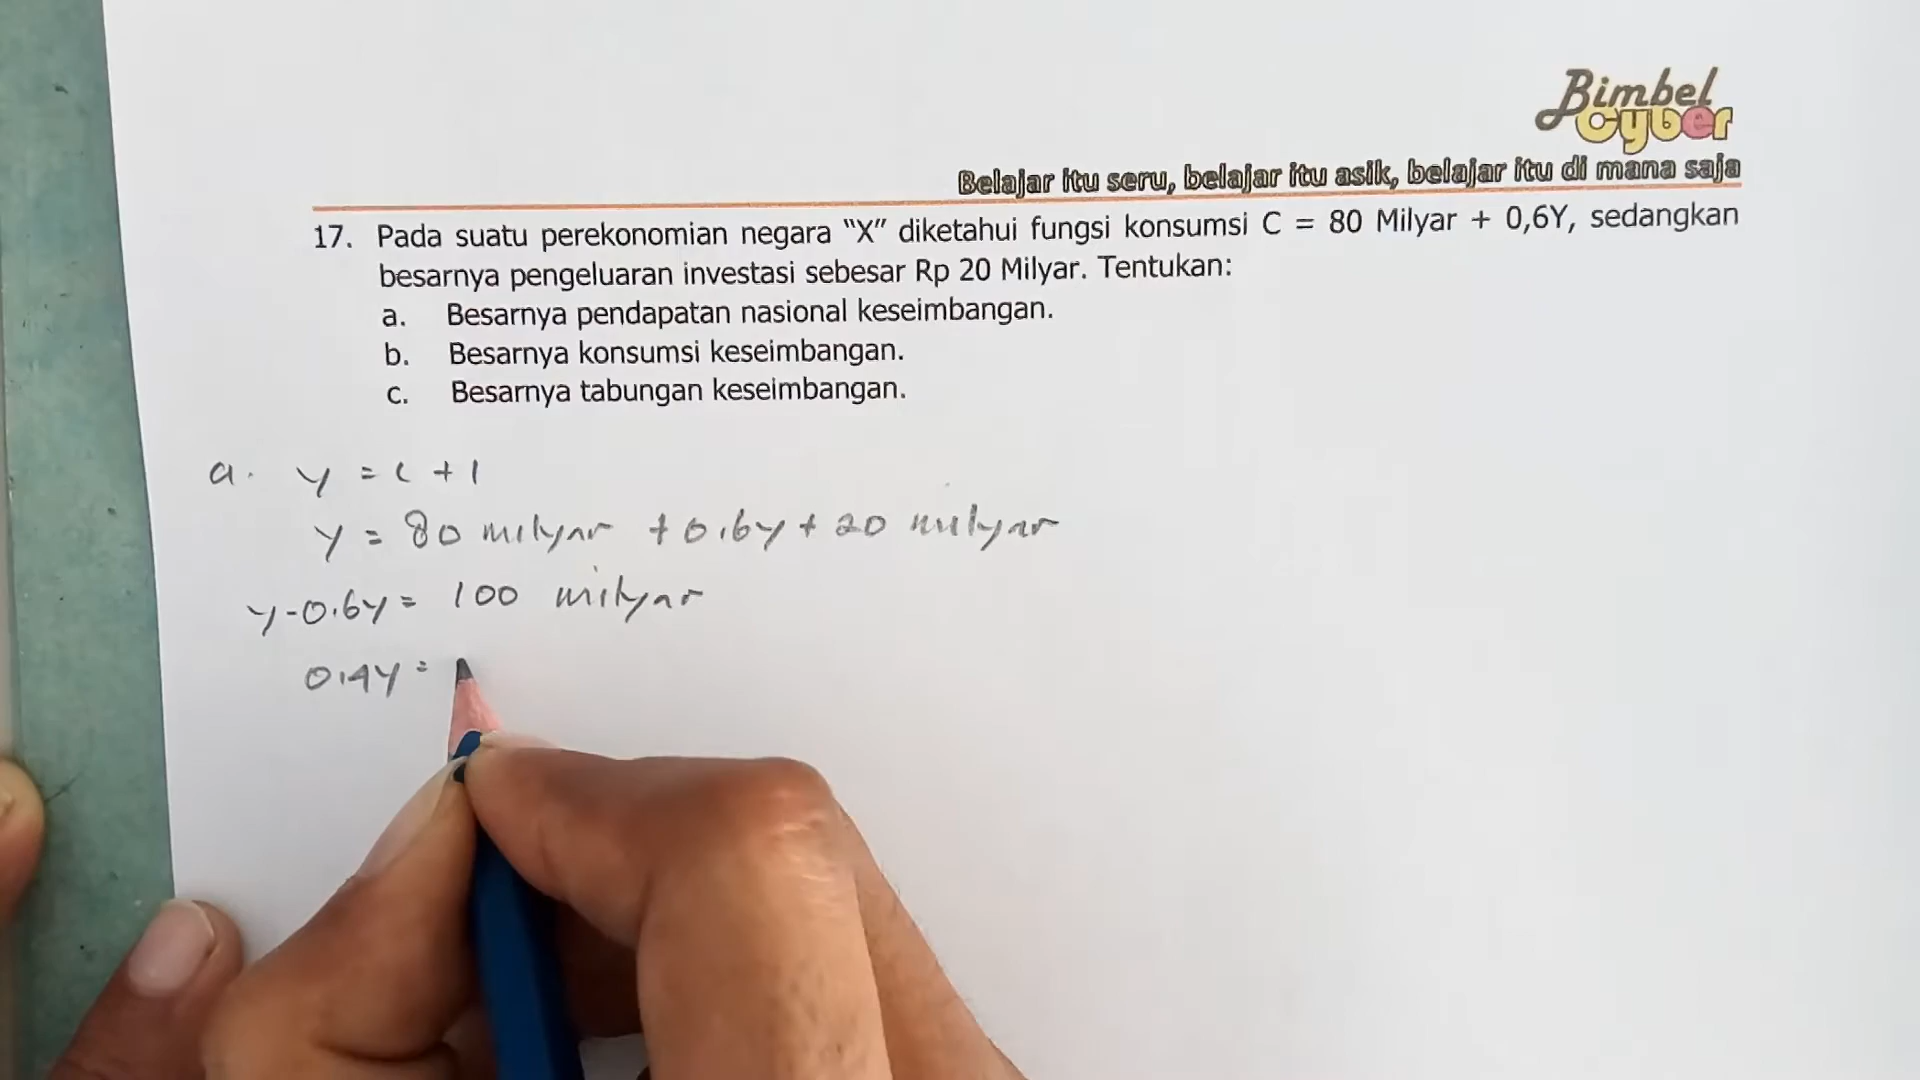 Bimbel
Cyber
Belajar itu seru, belajar itu asik, belajar itu di mana saja
17. Pada suatu perekonomian negara "X" diketahui fungsi konsumsi C = 80 Milyar + 0,6Y, sedangkan
besarnya pengeluaran investasi sebesar Rp 20 Milyar. Tentukan:
a. Besarnya pendapatan nasional keseimbangan.
b. Besarnya konsumsi keseimbangan.
c. Besarnya tabungan keseimbangan.
a. Y = C + I
Y = 80 milyar + 0,6Y + 20 milyar
Y - 0,6Y = 100 milyar
0,4Y =